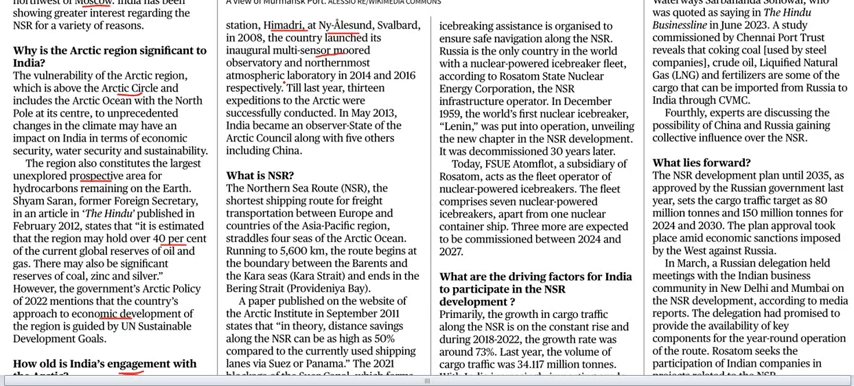 northwest of Moscow. India has been
showing greater interest regarding the
NSR for a variety of reasons.
Why is the Arctic region significant to
India?
The vulnerability of the Arctic region,
which is above the Arctic Circle and
includes the Arctic Ocean with the North
Pole at its centre, to unprecedented
changes in the climate may have an
impact on India in terms of economic
security, water security and sustainability.
The region also constitutes the largest
unexplored prospective area for
hydrocarbons remaining on the Earth.
Shyam Saran, former Foreign Secretary,
in an article in ‘The Hindu’ published in
February 2012, states that “it is estimated
that the region may hold over 40 per cent
of the current global reserves of oil and
gas. There may also be significant
reserves of coal, zinc and silver.”
However, the government’s Arctic Policy
of 2022 mentions that the country’s
approach to economic development of
the region is guided by UN Sustainable
Development Goals.
How old is India’s engagement with
the Arctic?
A view of Murmansk Port. ALESSIO RE/WIKIMEDIA COMMONS
station, Himadri, at Ny-Ålesund, Svalbard,
in 2008, the country launched its
inaugural multi-sensor moored
observatory and northernmost
atmospheric laboratory in 2014 and 2016
respectively. Till last year, thirteen
expeditions to the Arctic were
successfully conducted. In May 2013,
India became an observer-State of the
Arctic Council along with five others
including China.
What is NSR?
The Northern Sea Route (NSR), the
shortest shipping route for freight
transportation between Europe and
countries of the Asia-Pacific region,
straddles four seas of the Arctic Ocean.
Running to 5,600 km, the route begins at
the boundary between the Barents and
the Kara seas (Kara Strait) and ends in the
Bering Strait (Provideniya Bay).
A paper published on the website of
the Arctic Institute in September 2011
states that “in theory, distance savings
along the NSR can be as high as 50%
compared to the currently used shipping
lanes via Suez or Panama.” The 2021
blockage of the Suez Canal, which forms
icebreaking assistance is organised to
ensure safe navigation along the NSR.
Russia is the only country in the world
with a nuclear-powered icebreaker fleet,
according to Rosatom State Nuclear
Energy Corporation, the NSR
infrastructure operator. In December
1959, the world’s first nuclear icebreaker,
“Lenin,” was put into operation, unveiling
the new chapter in the NSR development.
It was decommissioned 30 years later.
Today, FSUE Atomflot, a subsidiary of
Rosatom, acts as the fleet operator of
nuclear-powered icebreakers. The fleet
comprises seven nuclear-powered
icebreakers, apart from one nuclear
container ship. Three more are expected
to be commissioned between 2024 and
2027.
What are the driving factors for India
to participate in the NSR
development ?
Primarily, the growth in cargo traffic
along the NSR is on the constant rise and
during 2018-2022, the growth rate was
around 73%. Last year, the volume of
cargo traffic was 34.117 million tonnes.
Waterways Sarbananda Sonowal, who
was quoted as saying in The Hindu
Businessline in June 2023. A study
commissioned by Chennai Port Trust
reveals that coking coal [used by steel
companies], crude oil, Liquified Natural
Gas (LNG) and fertilizers are some of the
cargo that can be imported from Russia to
India through CVMC.
Fourthly, experts are discussing the
possibility of China and Russia gaining
collective influence over the NSR.
What lies forward?
The NSR development plan until 2035, as
approved by the Russian government last
year, sets the cargo traffic target as 80
million tonnes and 150 million tonnes for
2024 and 2030. The plan approval took
place amid economic sanctions imposed
by the West against Russia.
In March, a Russian delegation held
meetings with the Indian business
community in New Delhi and Mumbai on
the NSR development, according to media
reports. The delegation had promised to
provide the availability of key
components for the year-round operation
of the route. Rosatom seeks the
participation of Indian companies in
projects related to the NSR